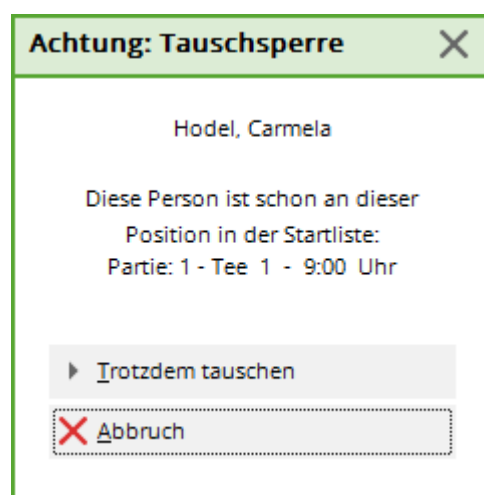 Achtung: Tauschsperre
Hodel, Carmela
Diese Person ist schon an dieser
Position in der Startliste:
Partie: 1 - Tee 1 - 9:00 Uhr
Trotzdem tauschen
Abbruch